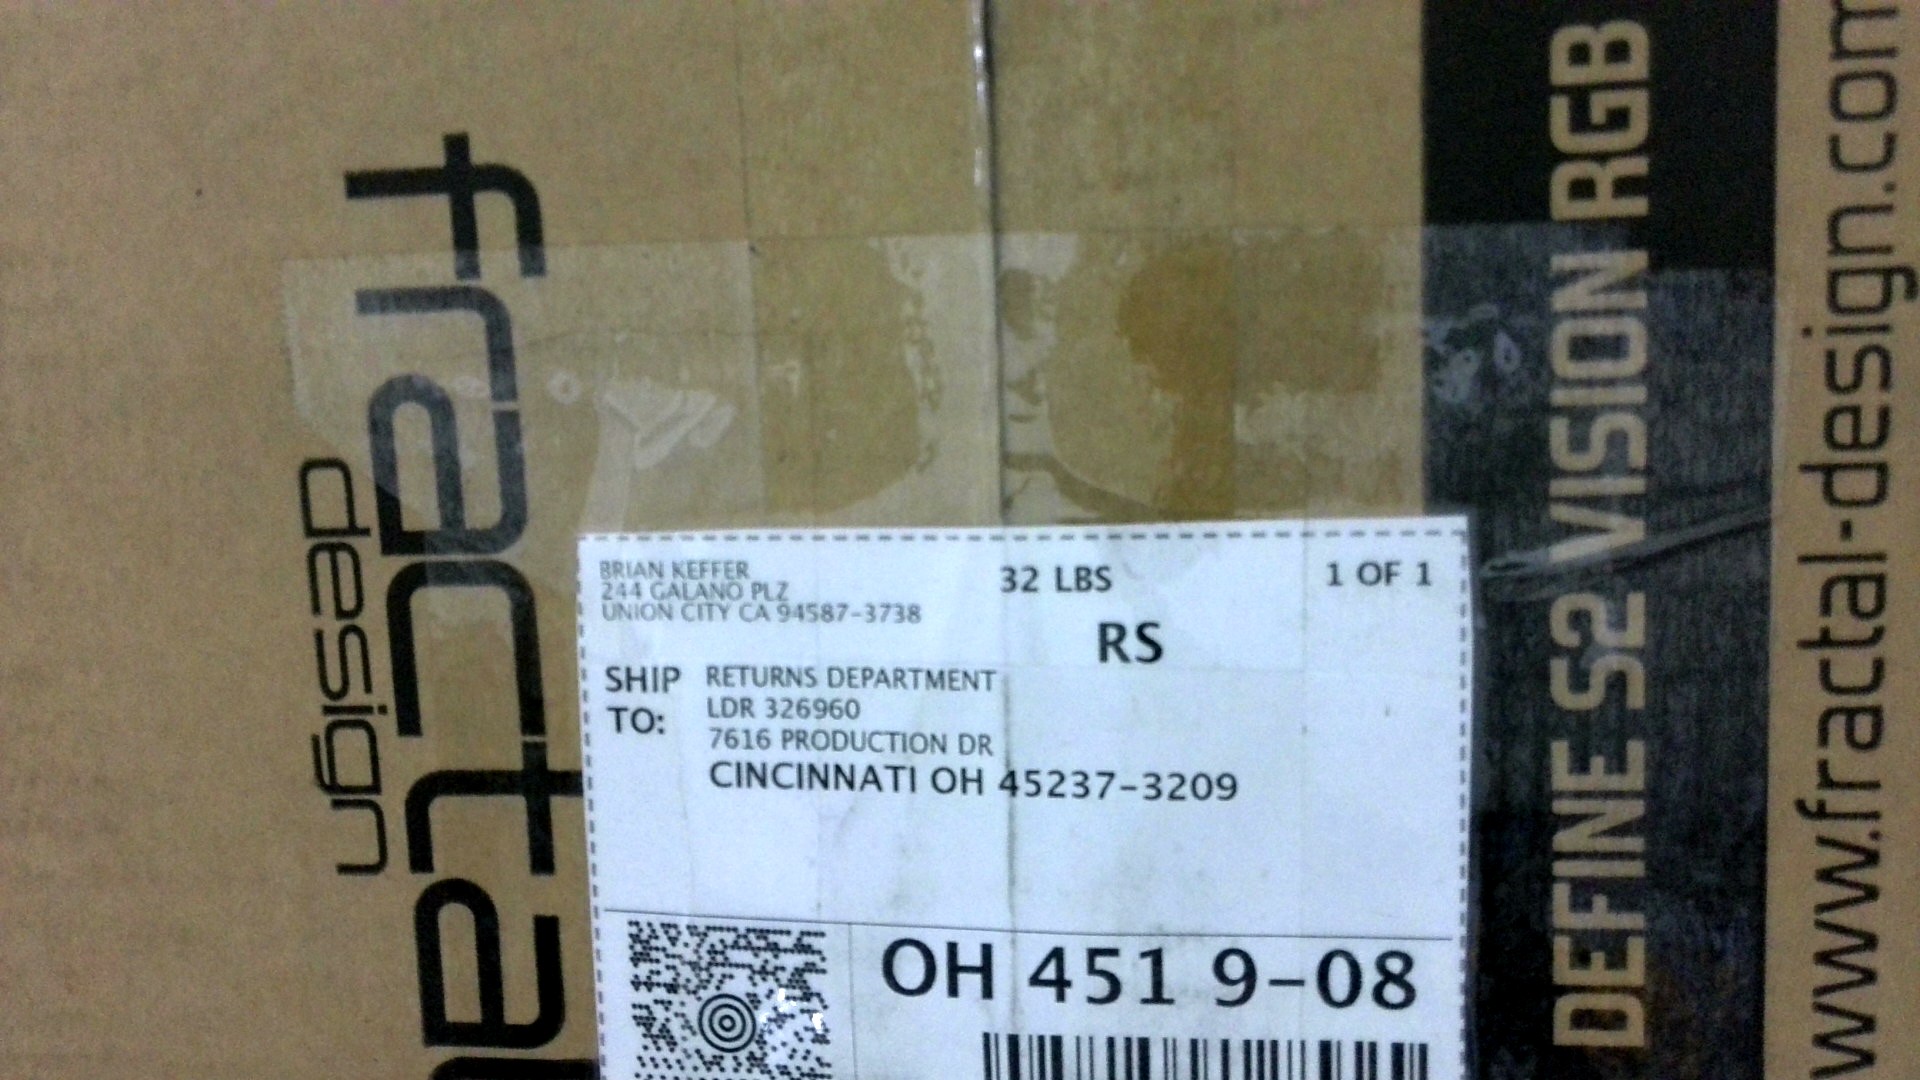 fractal
design
BRIAN KEFFER
244 GALANO PLZ
UNION CITY CA 94587-3738
32 LBS
1 OF 1
RS
SHIP TO:
RETURNS DEPARTMENT
LDR 326960
7616 PRODUCTION DR
CINCINNATI OH 45237-3209
OH 451 9-08
DEFINE S2 VISION RGB
www.fractal-design.com